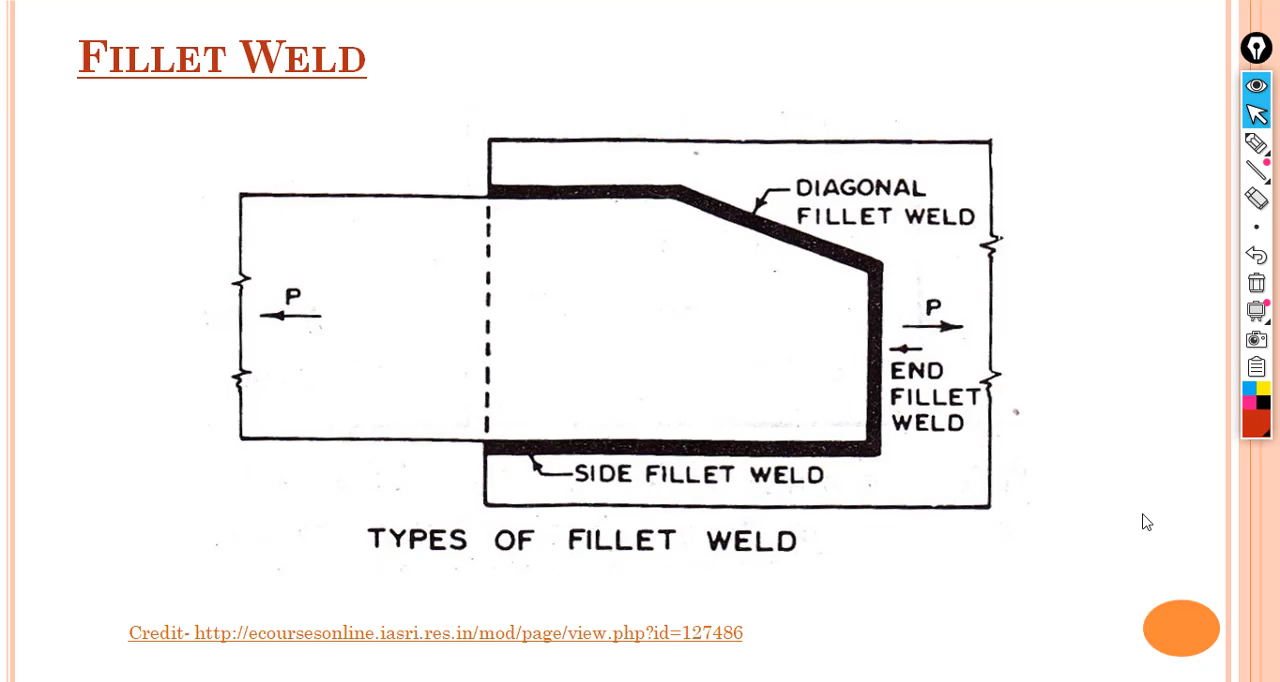 FILLET WELD
DIAGONAL
FILLET WELD
P
P
END
FILLET
WELD
SIDE FILLET WELD
TYPES OF FILLET WELD
Credit- http://ecoursesonline.iasri.res.in/mod/page/view.php?id=127486